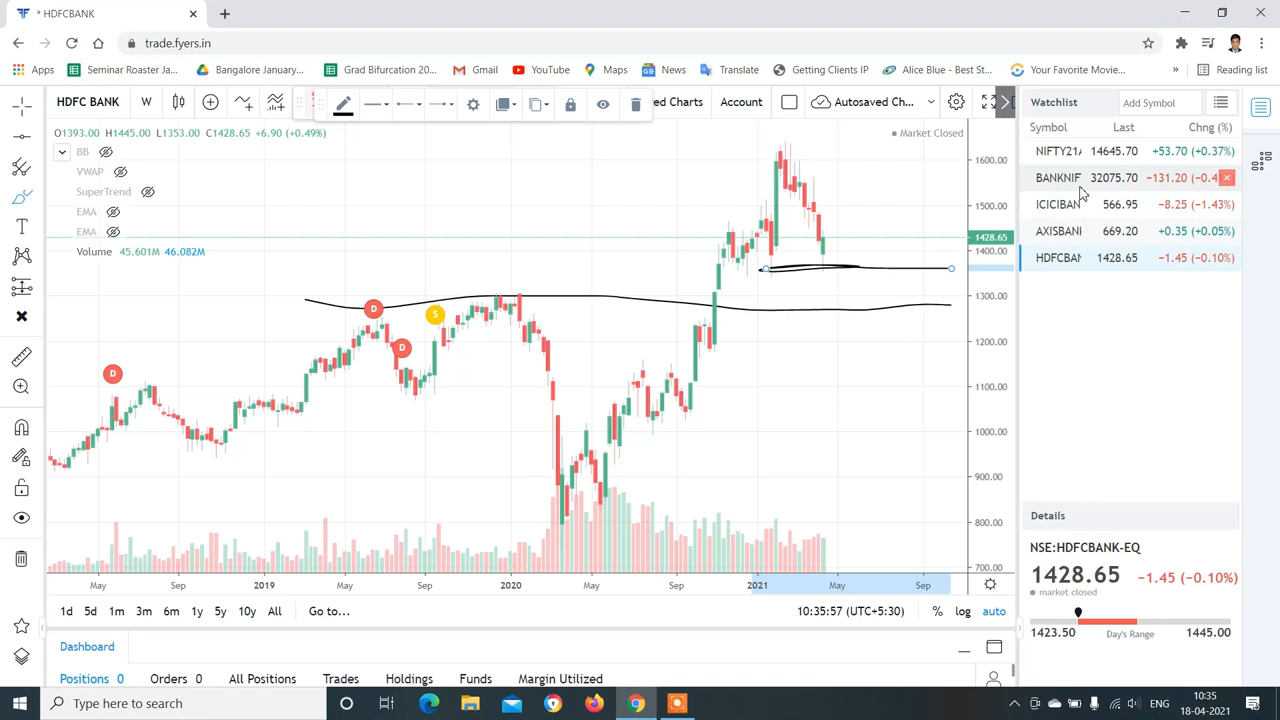 * HDFCBANK
trade.fyers.in
Apps
Seminar Roaster Ja...
Bangalore January...
Grad Bifurcation 20...
Gmail
YouTube
Maps
News
Translate
Getting Clients IP
Alice Blue - Best St...
Your Favorite Movie...
»
Reading list
HDFC BANK
W
ed Charts
Account
Autosaved Ch...
O1393.00 H1445.00 L1353.00 C1428.65 +6.90 (+0.49%)
Market Closed
BB
VWAP
SuperTrend
EMA
EMA
Volume 45.601M 46.082M
1600.00
1500.00
1428.65
1400.00
1300.00
1200.00
1100.00
1000.00
900.00
800.00
700.00
D
D
D
S
May Sep 2019 May Sep 2020 May Sep 2021 May Sep
1d 5d 1m 3m 6m 1y 5y 10y All Go to...
10:35:57 (UTC+5:30) % log auto
Dashboard
Positions 0 Orders 0 All Positions Trades Holdings Funds Margin Utilized
Watchlist
Add Symbol
Symbol Last Chng (%)
NIFTY21 14645.70 +53.70 (+0.37%)
BANKNIF 32075.70 −131.20 (−0.4
ICICIBAN 566.95 −8.25 (−1.43%)
AXISBANI 669.20 +0.35 (+0.05%)
HDFCBAN 1428.65 −1.45 (−0.10%)
Details
NSE:HDFCBANK-EQ
1428.65 −1.45 (−0.10%)
market closed
1423.50 Day's Range 1445.00
Type here to search
ENG
10:35
18-04-2021
3